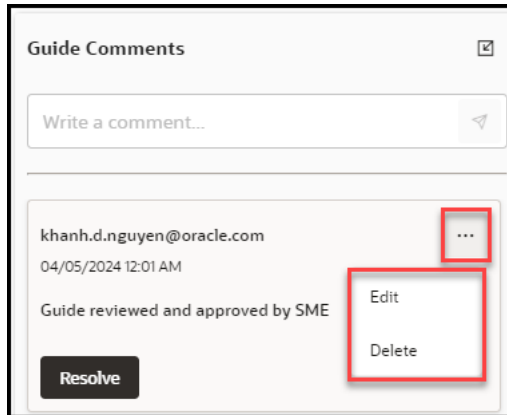 Guide Comments
Write a comment...
khanh.d.nguyen@oracle.com
...
04/05/2024 12:01 AM
Guide reviewed and approved by SME
Edit
Delete
Resolve